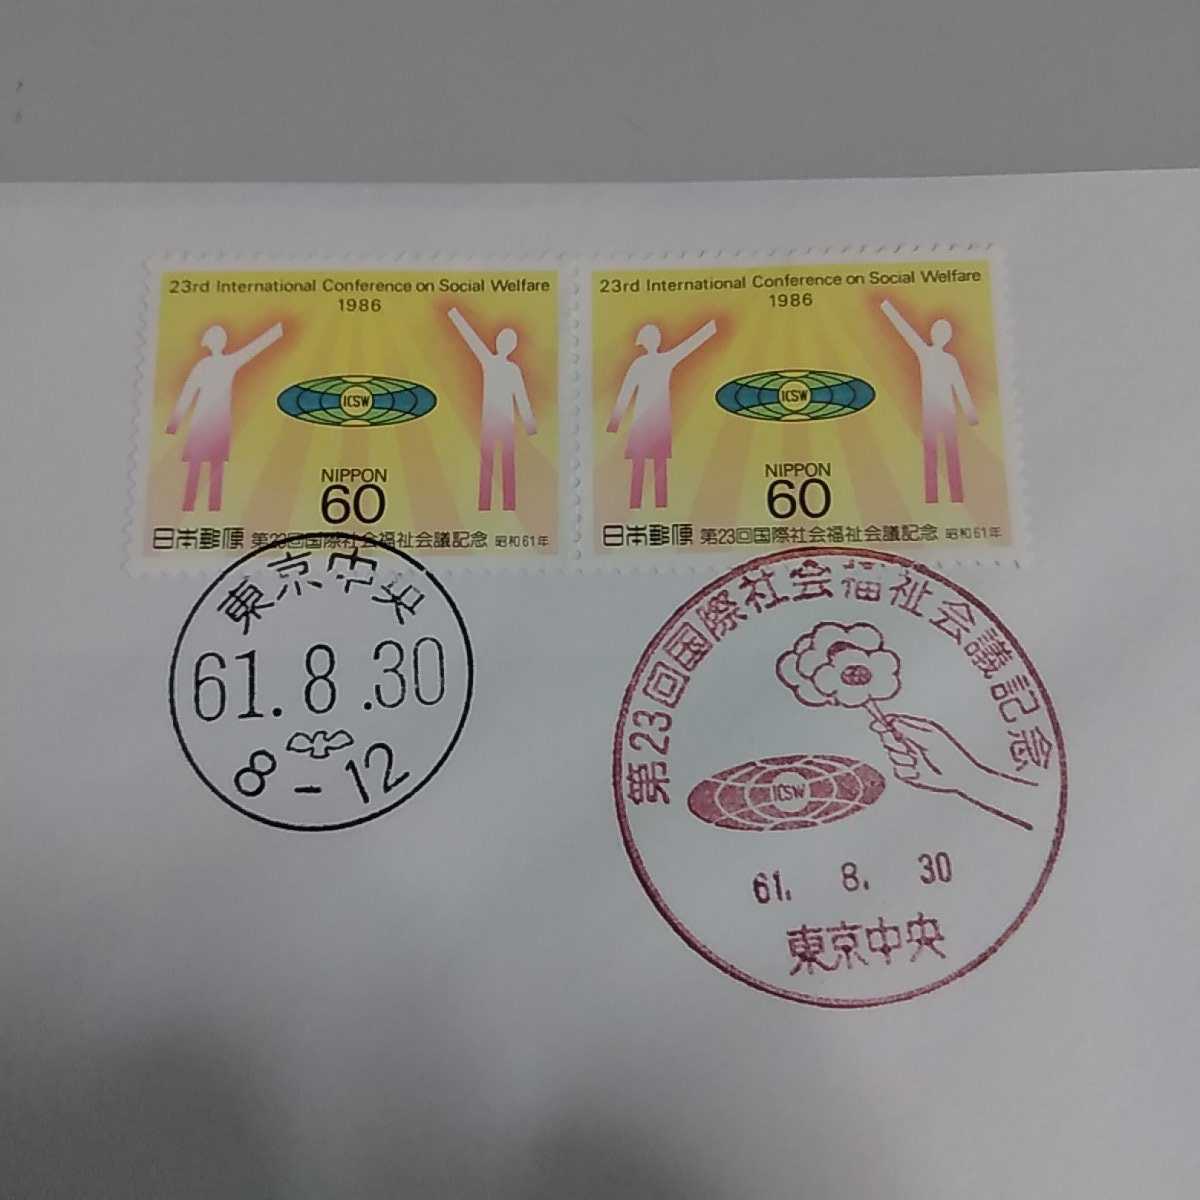 23rd International Conference on Social Welfare
1986
ICSW
NIPPON
60
日本郵便 第23回国際社会福祉会議記念 昭和61年
23rd International Conference on Social Welfare
1986
ICSW
NIPPON
60
日本郵便 第23回国際社会福祉会議記念 昭和61年
東京中央
61.8.30
8-12
第23回国際社会福祉会議記念
ICSW
61. 8. 30
東京中央